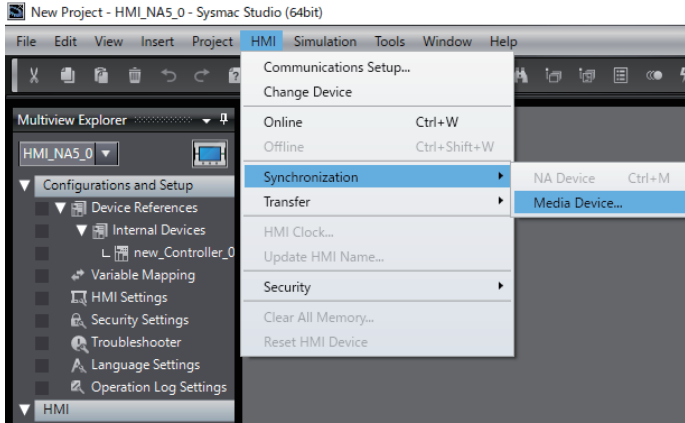 New Project - HMI_NA5_0 - Sysmac Studio (64bit)
File Edit View Insert Project HMI Simulation Tools Window Help
Multiview Explorer
HMI_NA5_0
Configurations and Setup
Device References
Internal Devices
new_Controller_0
Variable Mapping
HMI Settings
Security Settings
Troubleshooter
Language Settings
Operation Log Settings
HMI
Communications Setup...
Change Device
Online Ctrl+W
Offline Ctrl+Shift+W
Synchronization
Transfer
HMI Clock...
Update HMI Name...
Security
Clear All Memory...
Reset HMI Device
NA Device Ctrl+M
Media Device...